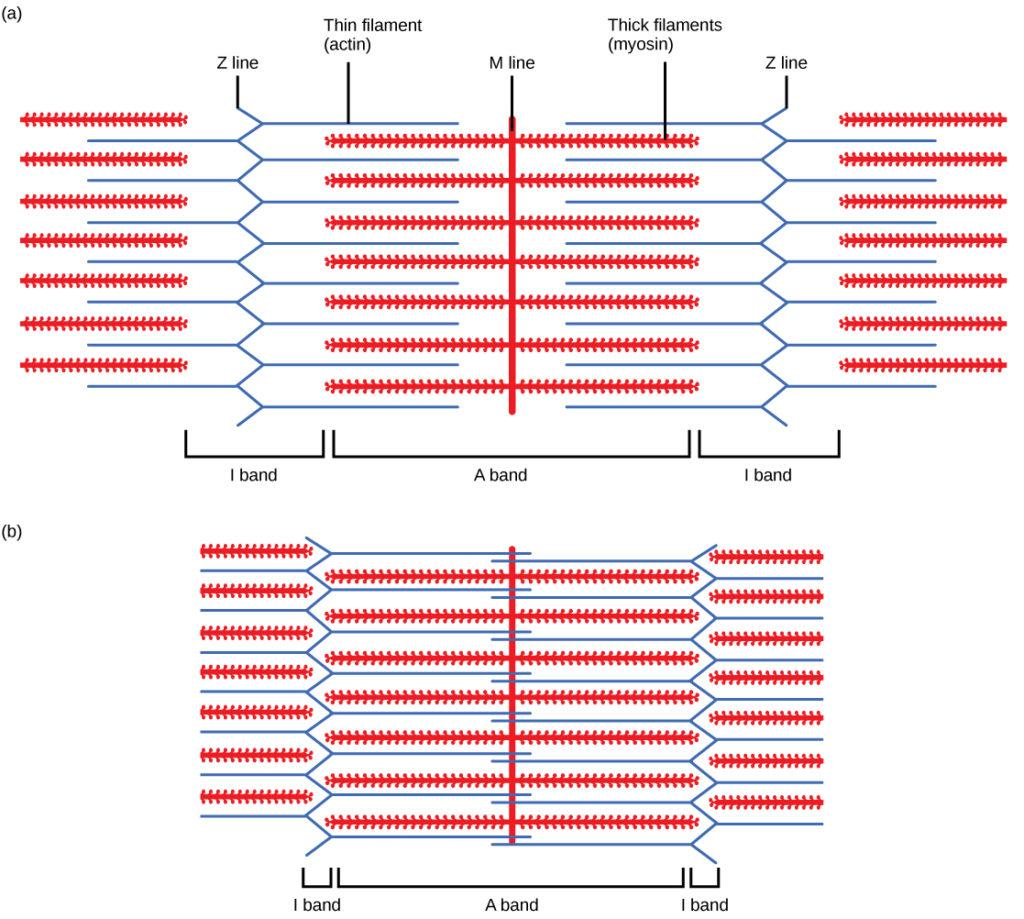 (a)
Thin filament
(actin)
Thick filaments
(myosin)
Z line
M line
Z line
I band
A band
I band
(b)
I band
A band
I band